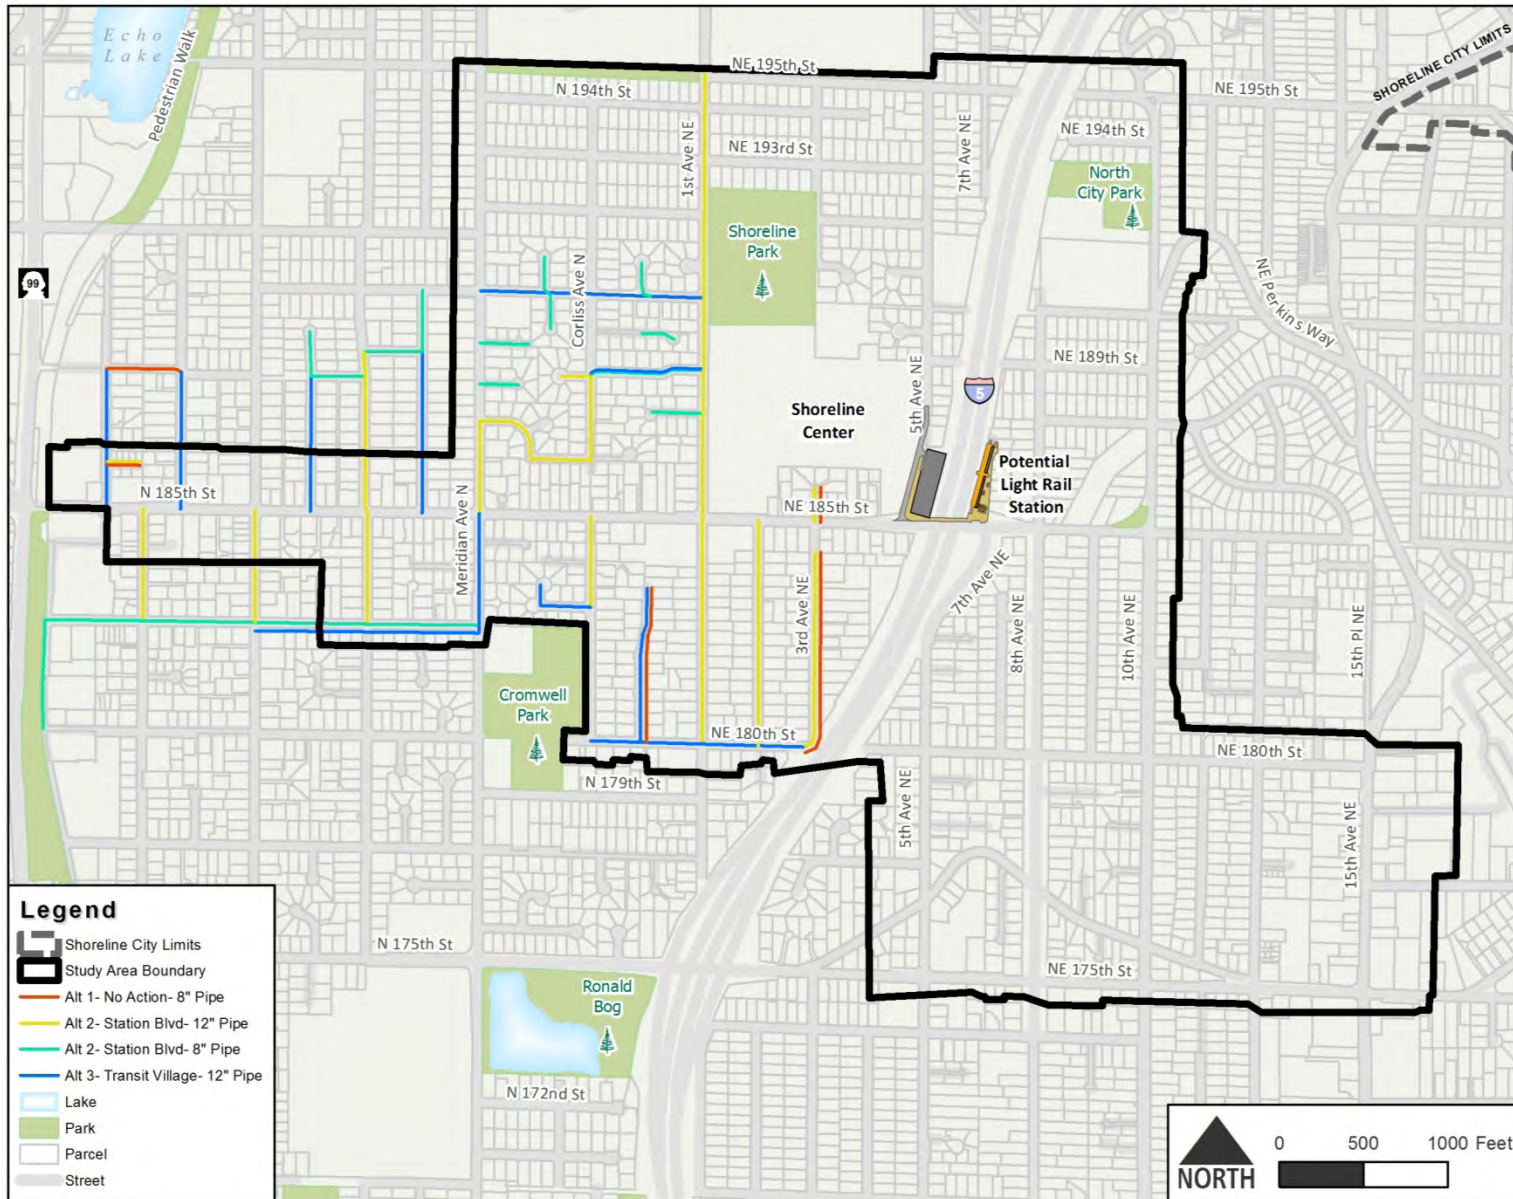 Echo
Lake
Pedestrian Walk
SHORELINE CITY LIMITS
NE 195th St
N 194th St
NE 195th St
NE 194th St
NE 193rd St
1st Ave NE
7th Ave NE
North
City Park
Shoreline
Park
99
Corliss Ave N
NE Perkins Way
NE 189th St
5
5th Ave NE
Shoreline
Center
Potential
Light Rail
Station
N 185th St
NE 185th St
Meridian Ave N
7th Ave NE
3rd Ave NE
8th Ave NE
10th Ave NE
15th Pl NE
Cromwell
Park
NE 180th St
NE 180th St
N 179th St
5th Ave NE
15th Ave NE
N 175th St
NE 175th St
Ronald
Bog
N 172nd St
Legend
Shoreline City Limits
Study Area Boundary
Alt 1- No Action- 8" Pipe
Alt 2- Station Blvd- 12" Pipe
Alt 2- Station Blvd- 8" Pipe
Alt 3- Transit Village- 12" Pipe
Lake
Park
Parcel
Street
NORTH
0 500 1000 Feet